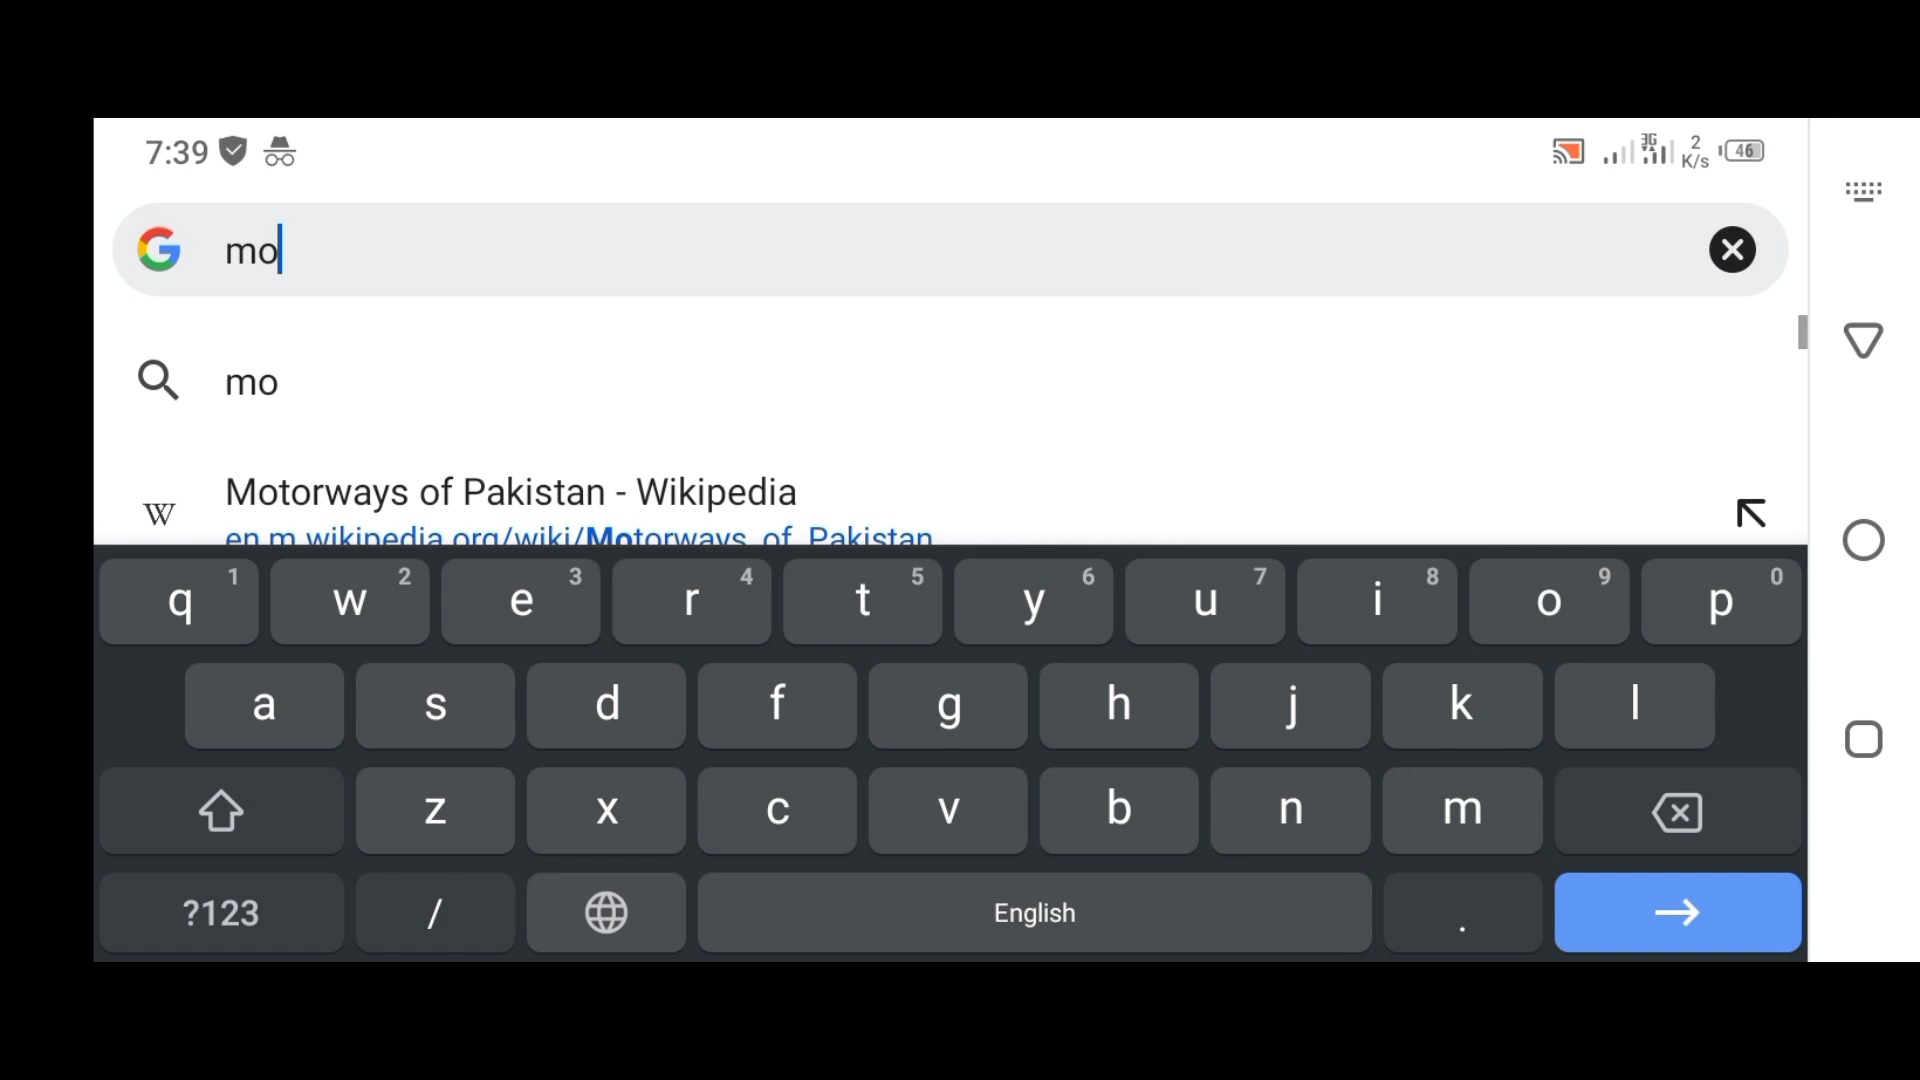 7:39
3G
2
K/s
46
mo
mo
Motorways of Pakistan - Wikipedia
W
en.m.wikipedia.org/wiki/Motorways_of_Pakistan
q 1 w 2 e 3 r 4 t 5 y 6 u 7 i 8 o 9 p 0
a s d f g h j k l
z x c v b n m
?123 / English .